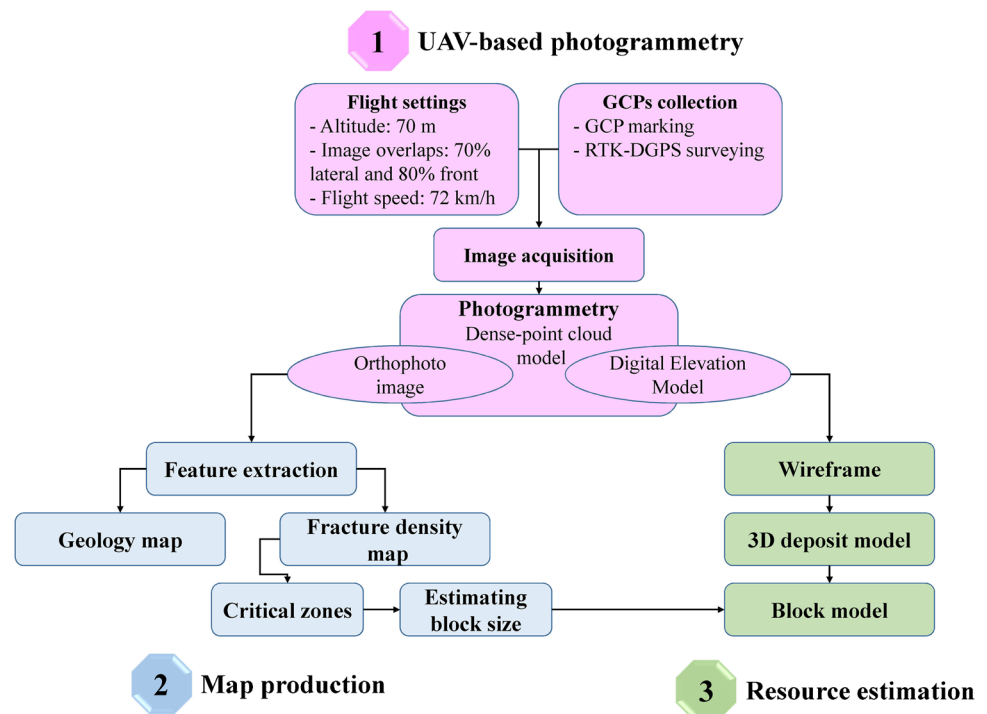 1 UAV-based photogrammetry
Flight settings
- Altitude: 70 m
- Image overlaps: 70%
lateral and 80% front
- Flight speed: 72 km/h
GCPs collection
- GCP marking
- RTK-DGPS surveying
Image acquisition
Photogrammetry
Dense-point cloud
model
Orthophoto
image
Digital Elevation
Model
Feature extraction
Geology map
Fracture density
map
Critical zones
Estimating
block size
Wireframe
3D deposit model
Block model
2 Map production
3 Resource estimation